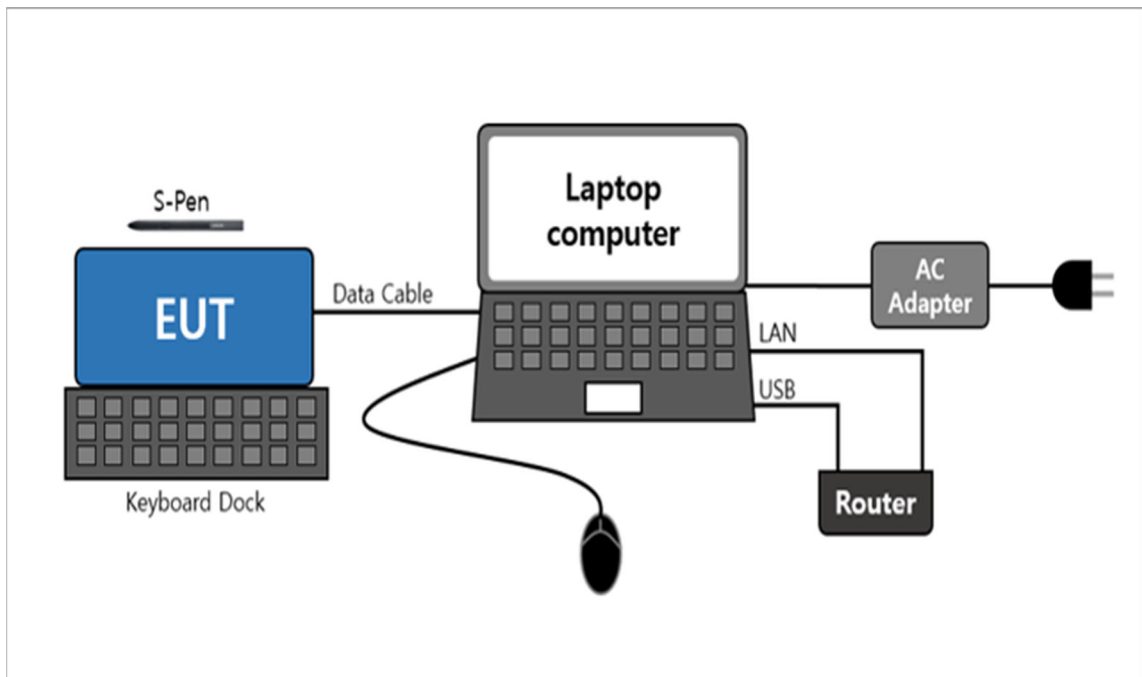 S-Pen
EUT
Data Cable
Keyboard Dock
Laptop
computer
AC
Adapter
LAN
USB
Router